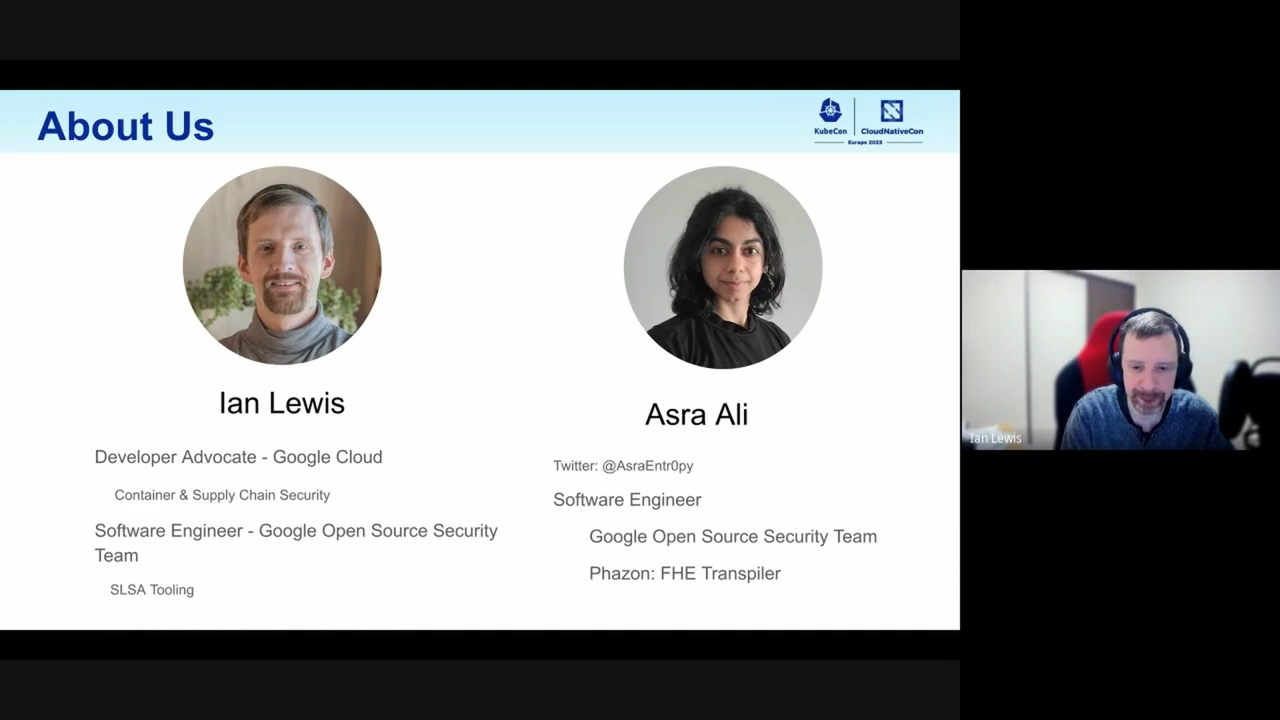 About Us
KubeCon
CloudNativeCon
Europe 2023
Ian Lewis
Developer Advocate - Google Cloud
Container & Supply Chain Security
Software Engineer - Google Open Source Security
Team
SLSA Tooling
Asra Ali
Twitter: @AsraEntr0py
Software Engineer
Google Open Source Security Team
Phazon: FHE Transpiler
Ian Lewis